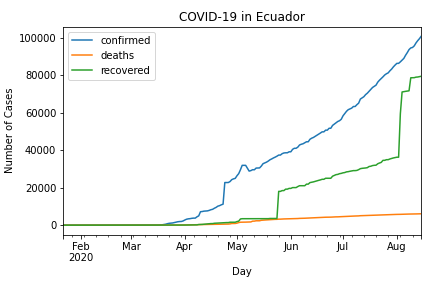 COVID-19 in Ecuador
confirmed
deaths
recovered
100000
80000
60000
40000
20000
0
Number of Cases
Feb
2020
Mar
Apr
May
Jun
Jul
Aug
Day